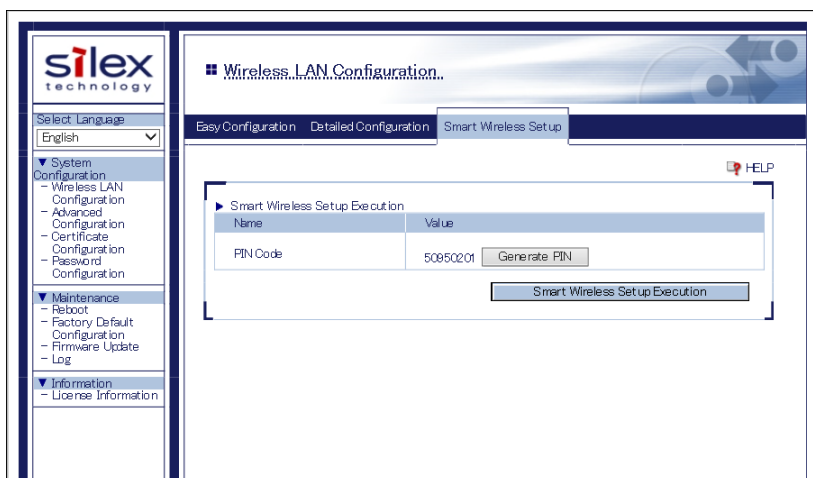 silex
technology
Select Language
English
▼ System
Configuration
- Wireless LAN
Configuration
- Advanced
Configuration
- Certificate
Configuration
- Password
Configuration
▼ Maintenance
- Reboot
- Factory Default
Configuration
- Firmware Update
- Log
▼ Information
- License Information
Wireless LAN Configuration
Easy Configuration Detailed Configuration Smart Wireless Setup
HELP
Smart Wireless Setup Execution
Name Value
PIN Code 50950201 Generate PIN
Smart Wireless Setup Execution